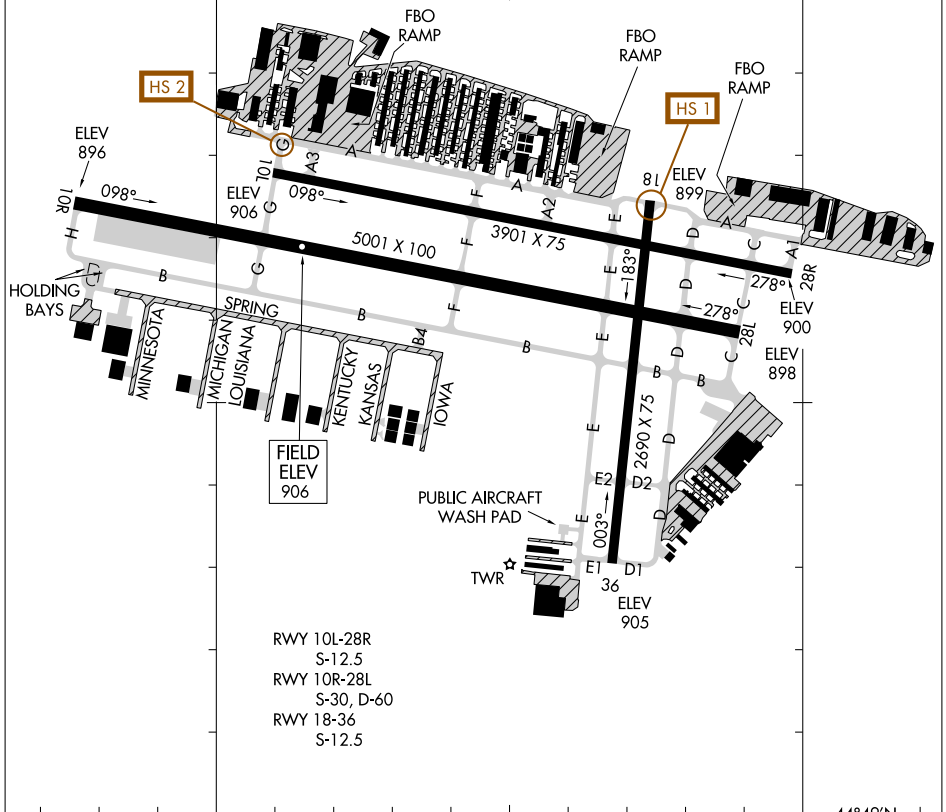 FBO
RAMP
FBO
RAMP
FBO
RAMP
HS 2
HS 1
ELEV
896
G
A3
A
10L
18
ELEV
899
10R
098°
ELEV
906
G
098°
F
A
A2
E
D
A
C
A1
H
5001 X 100
3901 X 75
F
E
183°
D
278°
28R
C
278°
ELEV
900
B
G
HOLDING
BAYS
SPRING
B
F
B4
B
E
D
28L
C
ELEV
898
B
B
MINNESOTA
MICHIGAN
LOUISIANA
KENTUCKY
KANSAS
IOWA
E
2690 X 75
D
FIELD
ELEV
906
E2
D2
PUBLIC AIRCRAFT
WASH PAD
E
003°
D
TWR
E1
D1
36
ELEV
905
RWY 10L-28R
S-12.5
RWY 10R-28L
S-30, D-60
RWY 18-36
S-12.5